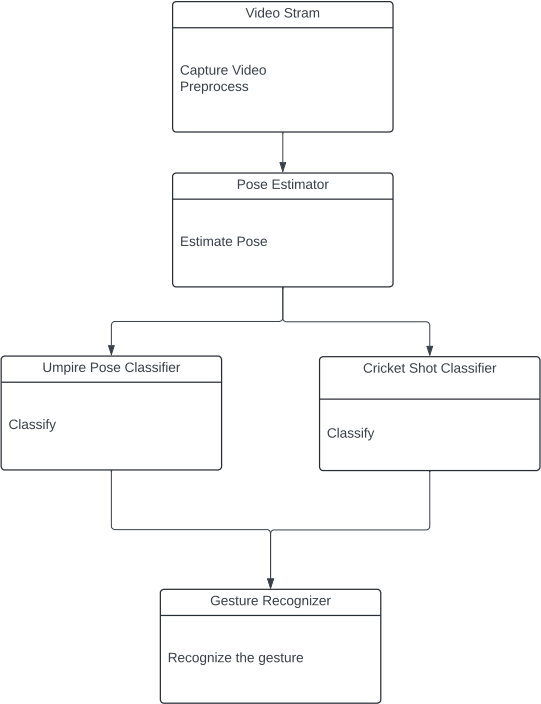 Video Stram
Capture Video
Preprocess
Pose Estimator
Estimate Pose
Umpire Pose Classifier
Classify
Cricket Shot Classifier
Classify
Gesture Recognizer
Recognize the gesture